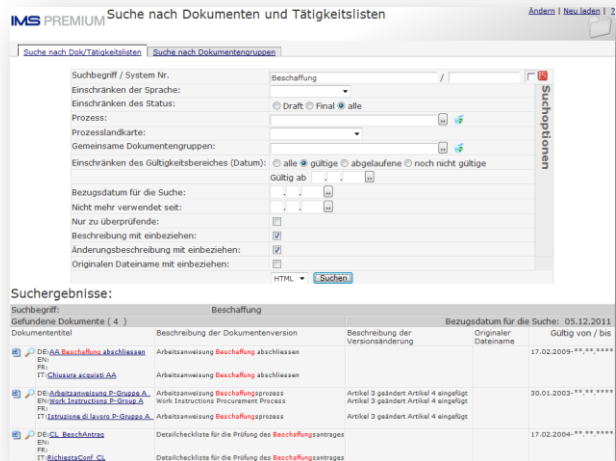 IMS PREMIUM Suche nach Dokumenten und Tätigkeitslisten Ändern | Neu laden | ?
Suche nach Dok/Tätigkeitslisten Suche nach Dokumentengruppen
Suchbegriff / System Nr. Beschaffung /
Einschränken der Sprache:
Einschränken des Status: Draft Final alle
Prozess: ..
Prozesslandkarte:
Gemeinsame Dokumentengruppen: ..
Einschränken des Gültigkeitsbereiches (Datum): alle gültige abgelaufene noch nicht gültige
Gültig ab . . ..
Bezugsdatum für die Suche: . . ..
Nicht mehr verwendet seit: . . ..
Nur zu überprüfende:
Beschreibung mit einbeziehen:
Änderungsbeschreibung mit einbeziehen:
Originalen Dateiname mit einbeziehen:
HTML Suchen
Suchoptionen
Suchergebnisse:
Suchbegriff: Beschaffung
Gefundene Dokumente ( 4 ) Bezugsdatum für die Suche: 05.12.2011
Dokumententitel Beschreibung der Dokumentenversion Beschreibung der Versionsänderung Originaler Dateiname Gültig von / bis
DE:AA Beschaffung abschliessen Arbeitsanweisung Beschaffung abschliessen 17.02.2009-**.**.****
EN:
FR:
IT:Chiusura acquisti AA Arbeitsanweisung Beschaffung abschliessen
DE:Arbeitsanweisung P-Gruppe A Arbeitsanweisung Beschaffungsprozess Artikel 3 geändert Artikel 4 eingefügt 30.01.2003-**.**.****
EN:Work Instructions P-Group A Work Instructions Procurement Process Artikel 3 geändert Artikel 4 eingefügt
FR:
IT:Istruzione di lavoro P-Gruppo A Arbeitsanweisung Beschaffungsprozess Artikel 3 geändert Artikel 4 eingefügt
DE:CL BeschAntrag Detailcheckliste für die Prüfung des Beschaffungsantrages 17.02.2004-**.**.****
EN:
FR:
IT:RichiestaConf CL Detailcheckliste für die Prüfung des Beschaffungsantrages